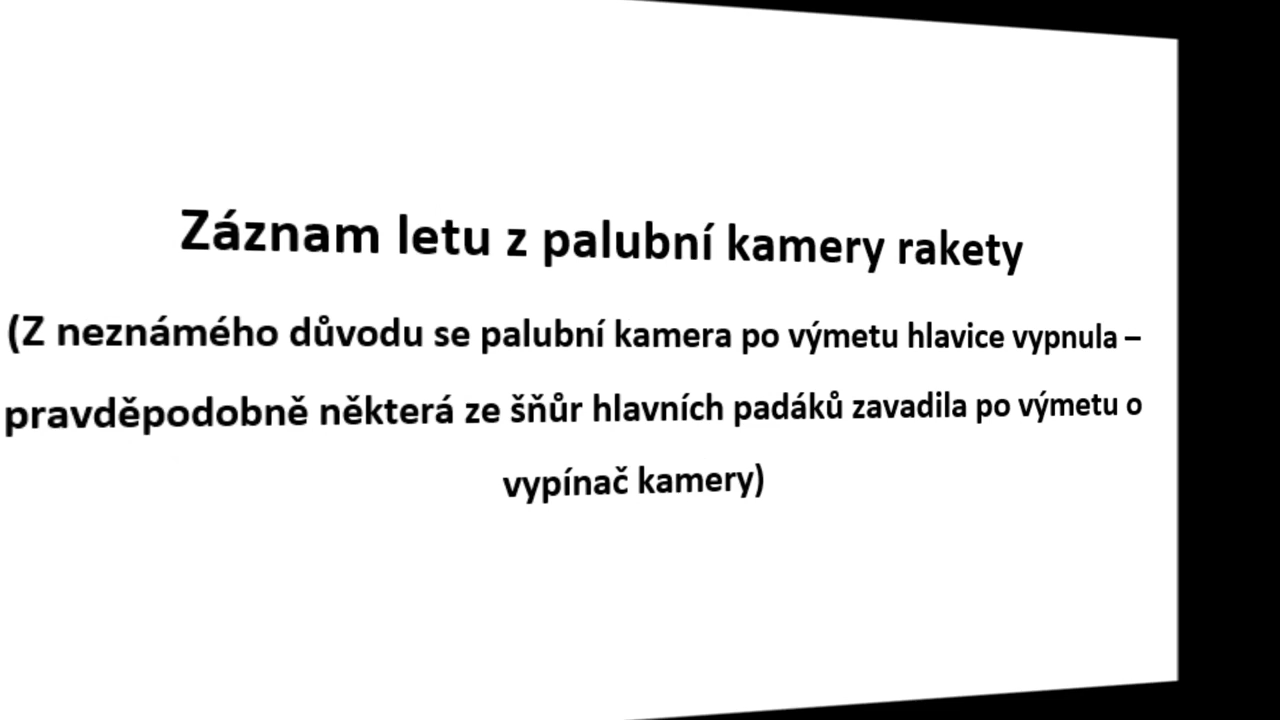 Záznam letu z palubní kamery rakety
(Z neznámého důvodu se palubní kamera po výmetu hlavice vypnula –
pravděpodobně některá ze šňůr hlavních padáků zavadila po výmetu o
vypínač kamery)